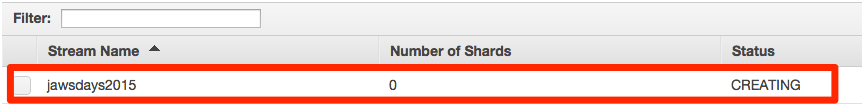 Filter:
Stream Name Number of Shards Status
jawsdays2015 0 CREATING